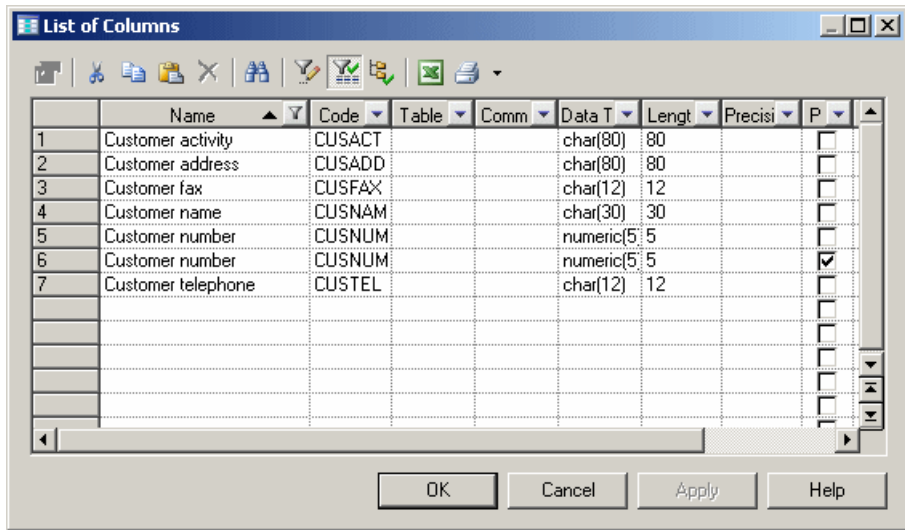 List of Columns
Name Code Table Comm Data T Lengt Precisi P
1 Customer activity CUSACT char(80) 80
2 Customer address CUSADD char(80) 80
3 Customer fax CUSFAX char(12) 12
4 Customer name CUSNAM char(30) 30
5 Customer number CUSNUM numeric(5 5
6 Customer number CUSNUM numeric(5 5
7 Customer telephone CUSTEL char(12) 12
OK Cancel Apply Help